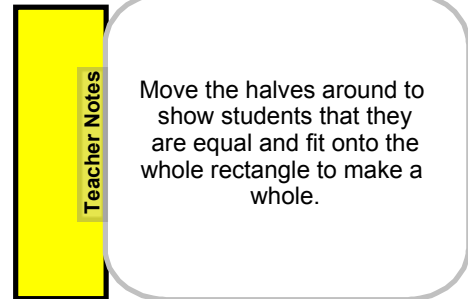 Teacher Notes
Move the halves around to
show students that they
are equal and fit onto the
whole rectangle to make a
whole.